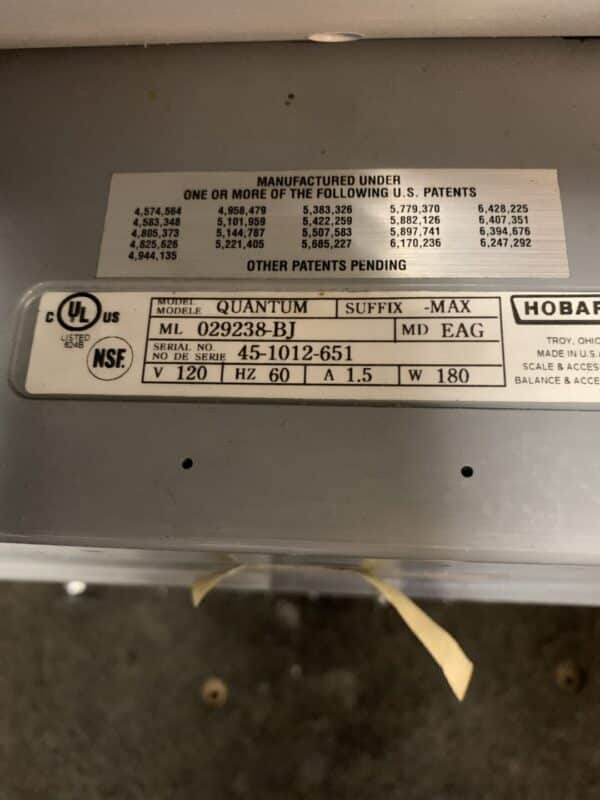 MANUFACTURED UNDER
ONE OR MORE OF THE FOLLOWING U.S. PATENTS
4,574,564 4,958,479 5,383,326 5,779,370 6,428,225
4,583,348 5,101,959 5,422,259 5,882,126 6,407,351
4,805,373 5,144,787 5,507,583 5,897,741 6,394,676
4,825,626 5,221,405 5,685,227 6,170,236 6,247,292
4,944,135
OTHER PATENTS PENDING
C UL US
LISTED
824B
NSF.
MODEL
MODELE QUANTUM SUFFIX -MAX
ML 029238-BJ MD EAG
SERIAL NO.
NO DE SERIE 45-1012-651
V 120 HZ 60 A 1.5 W 180
HOBAR
TROY, OHIO
MADE IN U.S.
SCALE & ACCES
BALANCE & ACCE